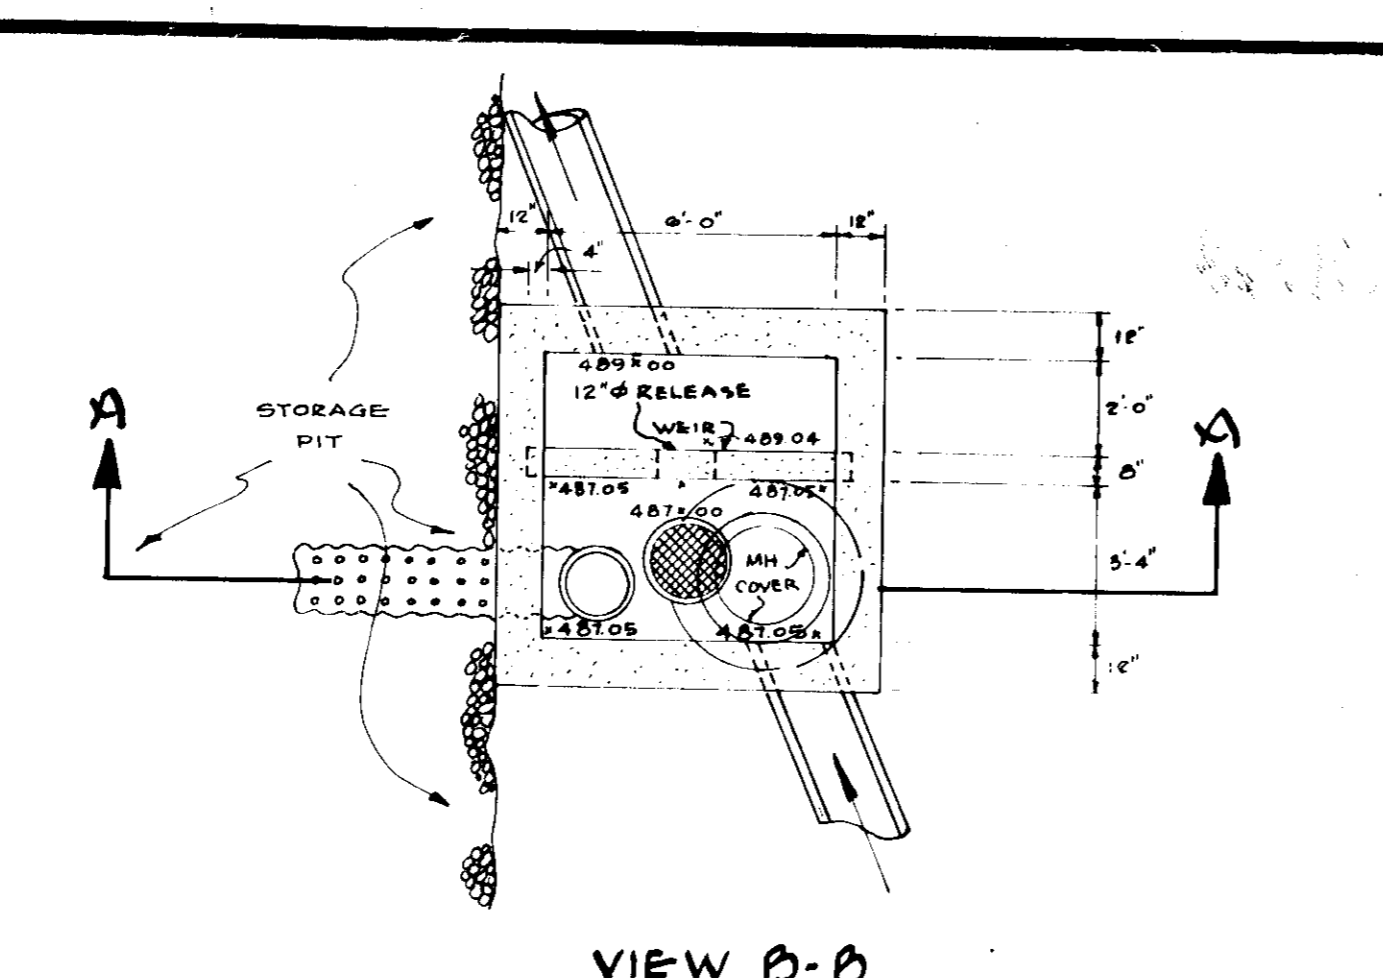 12" 6'-0" 12"
4"
12"
489.00
12"Ø RELEASE
A
STORAGE
PIT
2'-0"
WEIR
489.04
A
8"
487.05 487.05
487.00
MH
COVER
3'-4"
487.05 487.05
12"
VIEW B-B